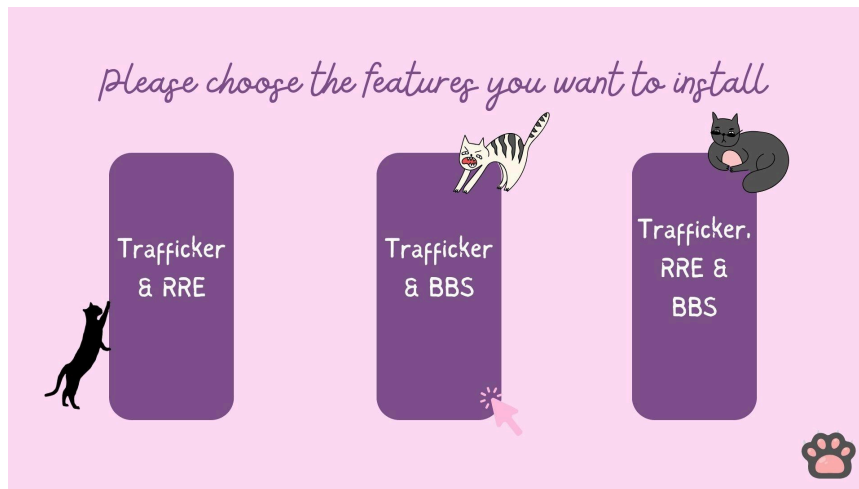 Please choose the features you want to install
Trafficker
& RRE
Trafficker
& BBS
Trafficker,
RRE &
BBS